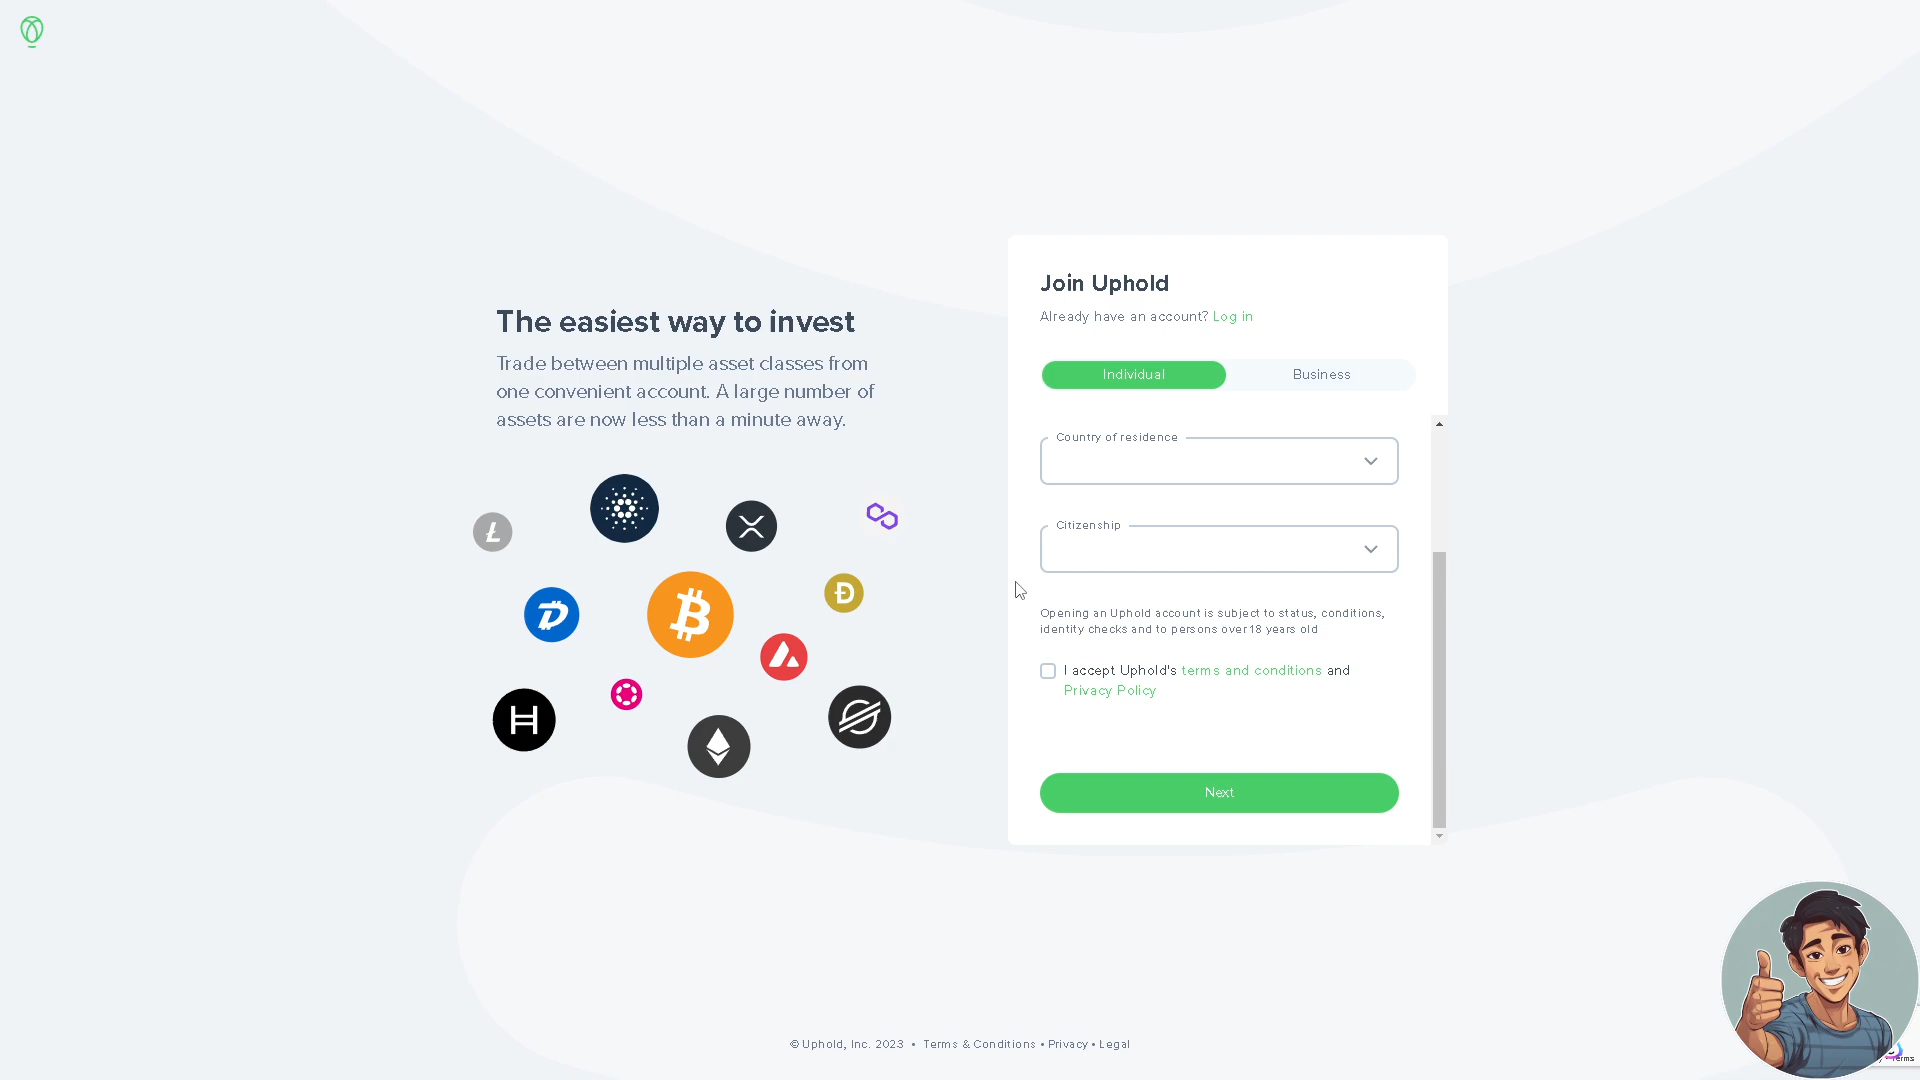 The easiest way to invest
Trade between multiple asset classes from
one convenient account. A large number of
assets are now less than a minute away.
Join Uphold
Already have an account? Log in
Individual
Business
Country of residence
Citizenship
Opening an Uphold account is subject to status, conditions,
identity checks and to persons over 18 years old
I accept Uphold's terms and conditions and
Privacy Policy
Next
© Uphold, Inc. 2023 • Terms & Conditions • Privacy • Legal